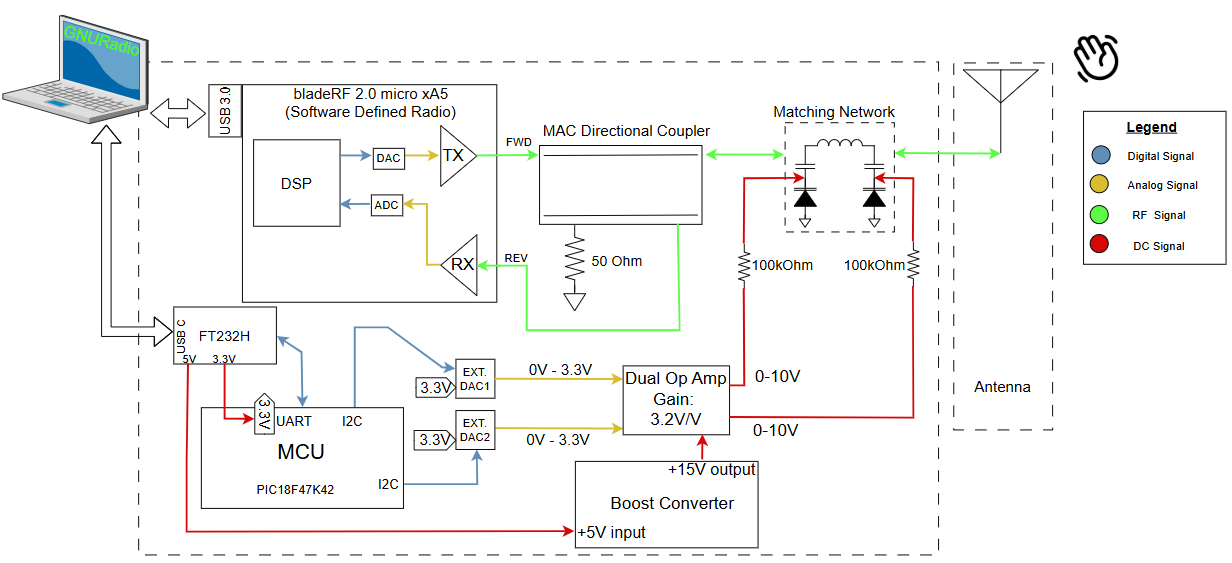 GNURadio
USB 3.0
bladeRF 2.0 micro xA5
(Software Defined Radio)
DSP
DAC
ADC
TX
RX
FWD
REV
MAC Directional Coupler
50 Ohm
Matching Network
100kOhm
100kOhm
Antenna
Legend
Digital Signal
Analog Signal
RF Signal
DC Signal
USB C
FT232H
5V
3.3V
3.3V
UART
I2C
MCU
PIC18F47K42
I2C
EXT.
DAC1
3.3V
EXT.
DAC2
3.3V
0V - 3.3V
0V - 3.3V
Dual Op Amp
Gain:
3.2V/V
0-10V
0-10V
+15V output
Boost Converter
+5V input